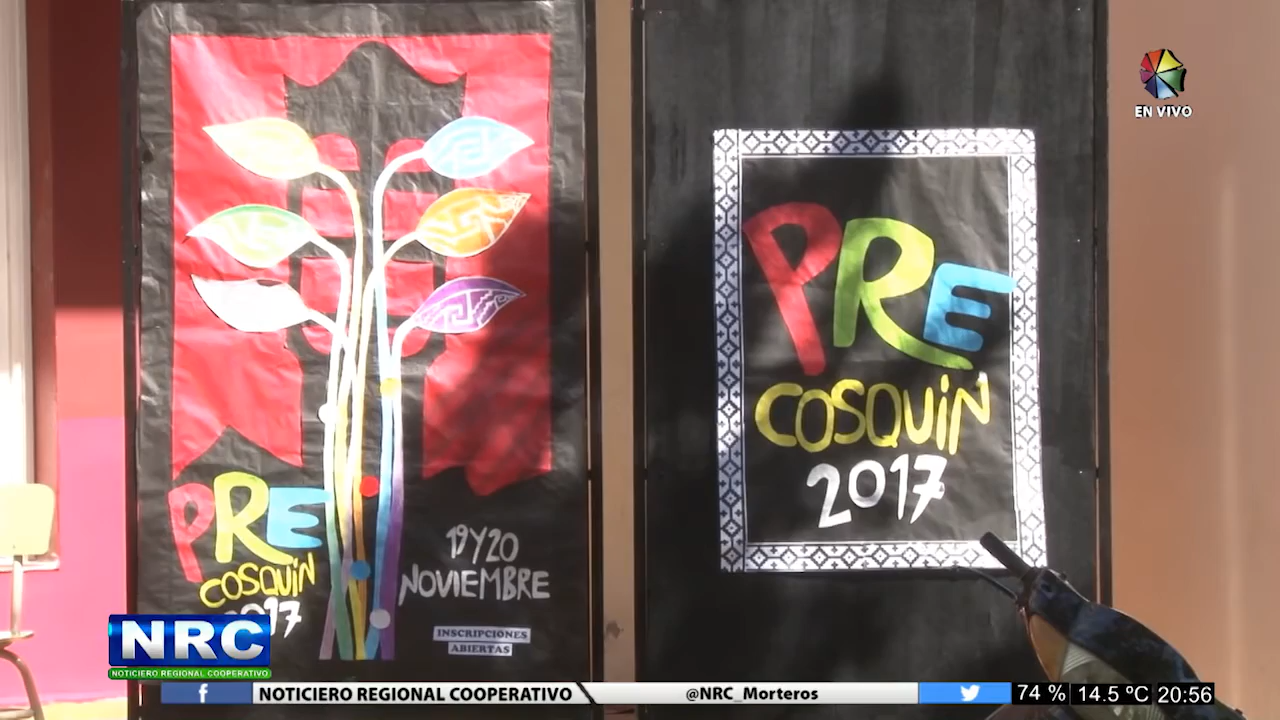 EN VIVO
PRE
COSQUIN
2017
19 Y 20
NOVIEMBRE
INSCRIPCIONES
ABIERTAS
PRE
COSQUIN
2017
NRC
NOTICIERO REGIONAL COOPERATIVO
f NOTICIERO REGIONAL COOPERATIVO @NRC_Morteros 74 % 14.5 ºC 20:56